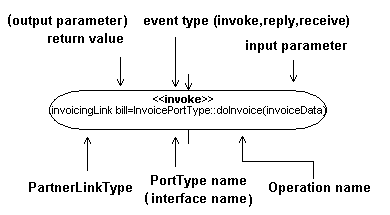 (output parameter)
event type (invoke,reply,receive)
return value
input parameter
<<invoke>>
invoicingLink bill=InvoicePortType::doInvoice(invoiceData)
PartnerLinkType
PortType name
(interface name)
Operation name